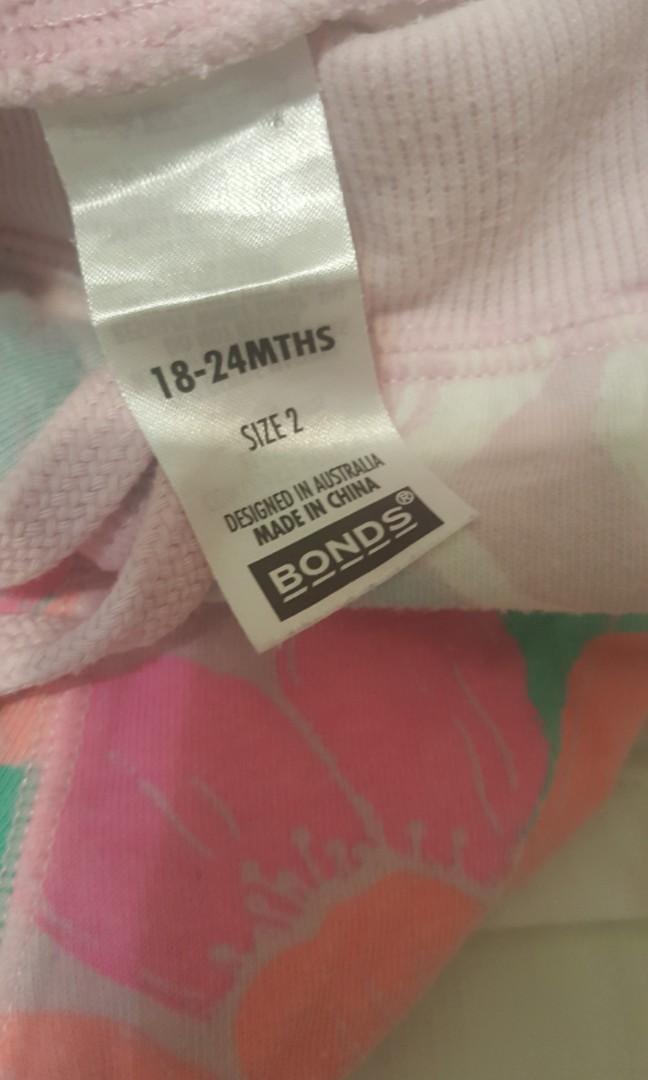 18-24MTHS
SIZE 2
DESIGNED IN AUSTRALIA
MADE IN CHINA
BONDS®